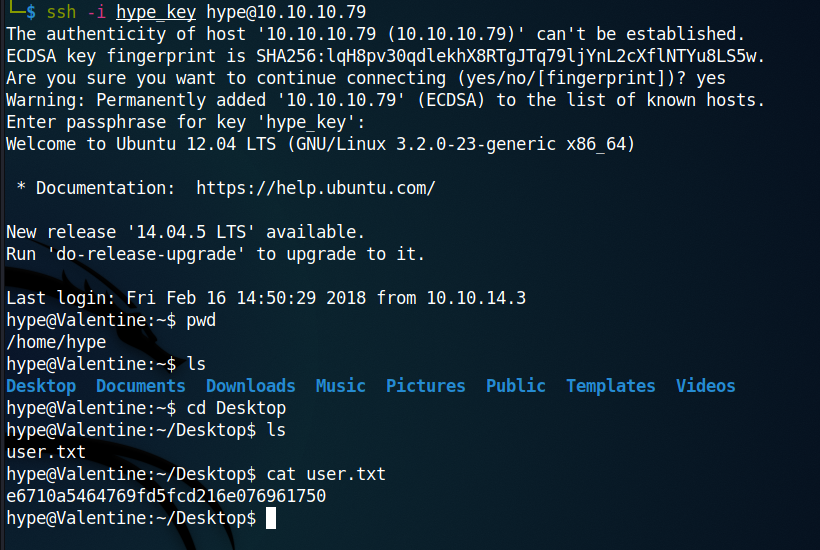 └─$ ssh -i hype_key hype@10.10.10.79
The authenticity of host '10.10.10.79 (10.10.10.79)' can't be established.
ECDSA key fingerprint is SHA256:lqH8pv30qdlekhX8RTgJTq79ljYnL2cXflNTYu8LS5w.
Are you sure you want to continue connecting (yes/no/[fingerprint])? yes
Warning: Permanently added '10.10.10.79' (ECDSA) to the list of known hosts.
Enter passphrase for key 'hype_key':
Welcome to Ubuntu 12.04 LTS (GNU/Linux 3.2.0-23-generic x86_64)

 * Documentation:  https://help.ubuntu.com/

New release '14.04.5 LTS' available.
Run 'do-release-upgrade' to upgrade to it.

Last login: Fri Feb 16 14:50:29 2018 from 10.10.14.3
hype@Valentine:~$ pwd
/home/hype
hype@Valentine:~$ ls
Desktop  Documents  Downloads  Music  Pictures  Public  Templates  Videos
hype@Valentine:~$ cd Desktop
hype@Valentine:~/Desktop$ ls
user.txt
hype@Valentine:~/Desktop$ cat user.txt
e6710a5464769fd5fcd216e076961750
hype@Valentine:~/Desktop$